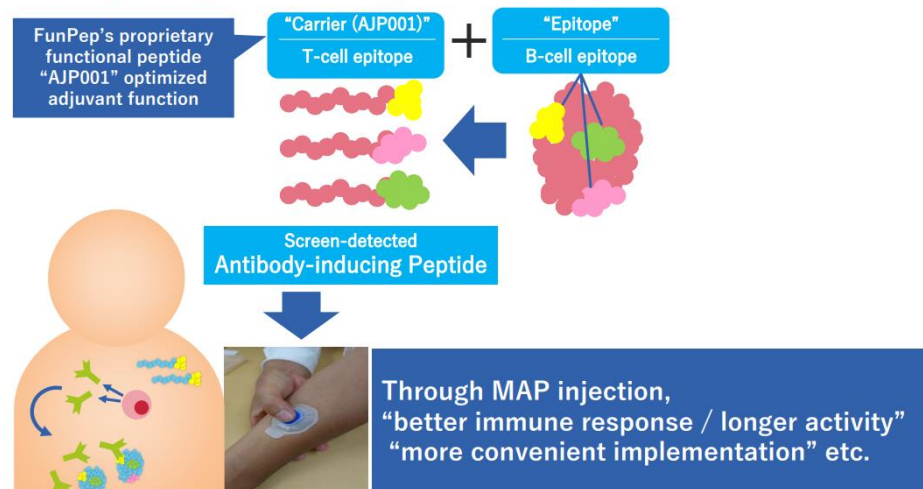 FunPep's proprietary
functional peptide
"AJP001" optimized
adjuvant function
"Carrier (AJP001)"
T-cell epitope
+
"Epitope"
B-cell epitope
Screen-detected
Antibody-inducing Peptide
Through MAP injection,
"better immune response / longer activity"
"more convenient implementation" etc.